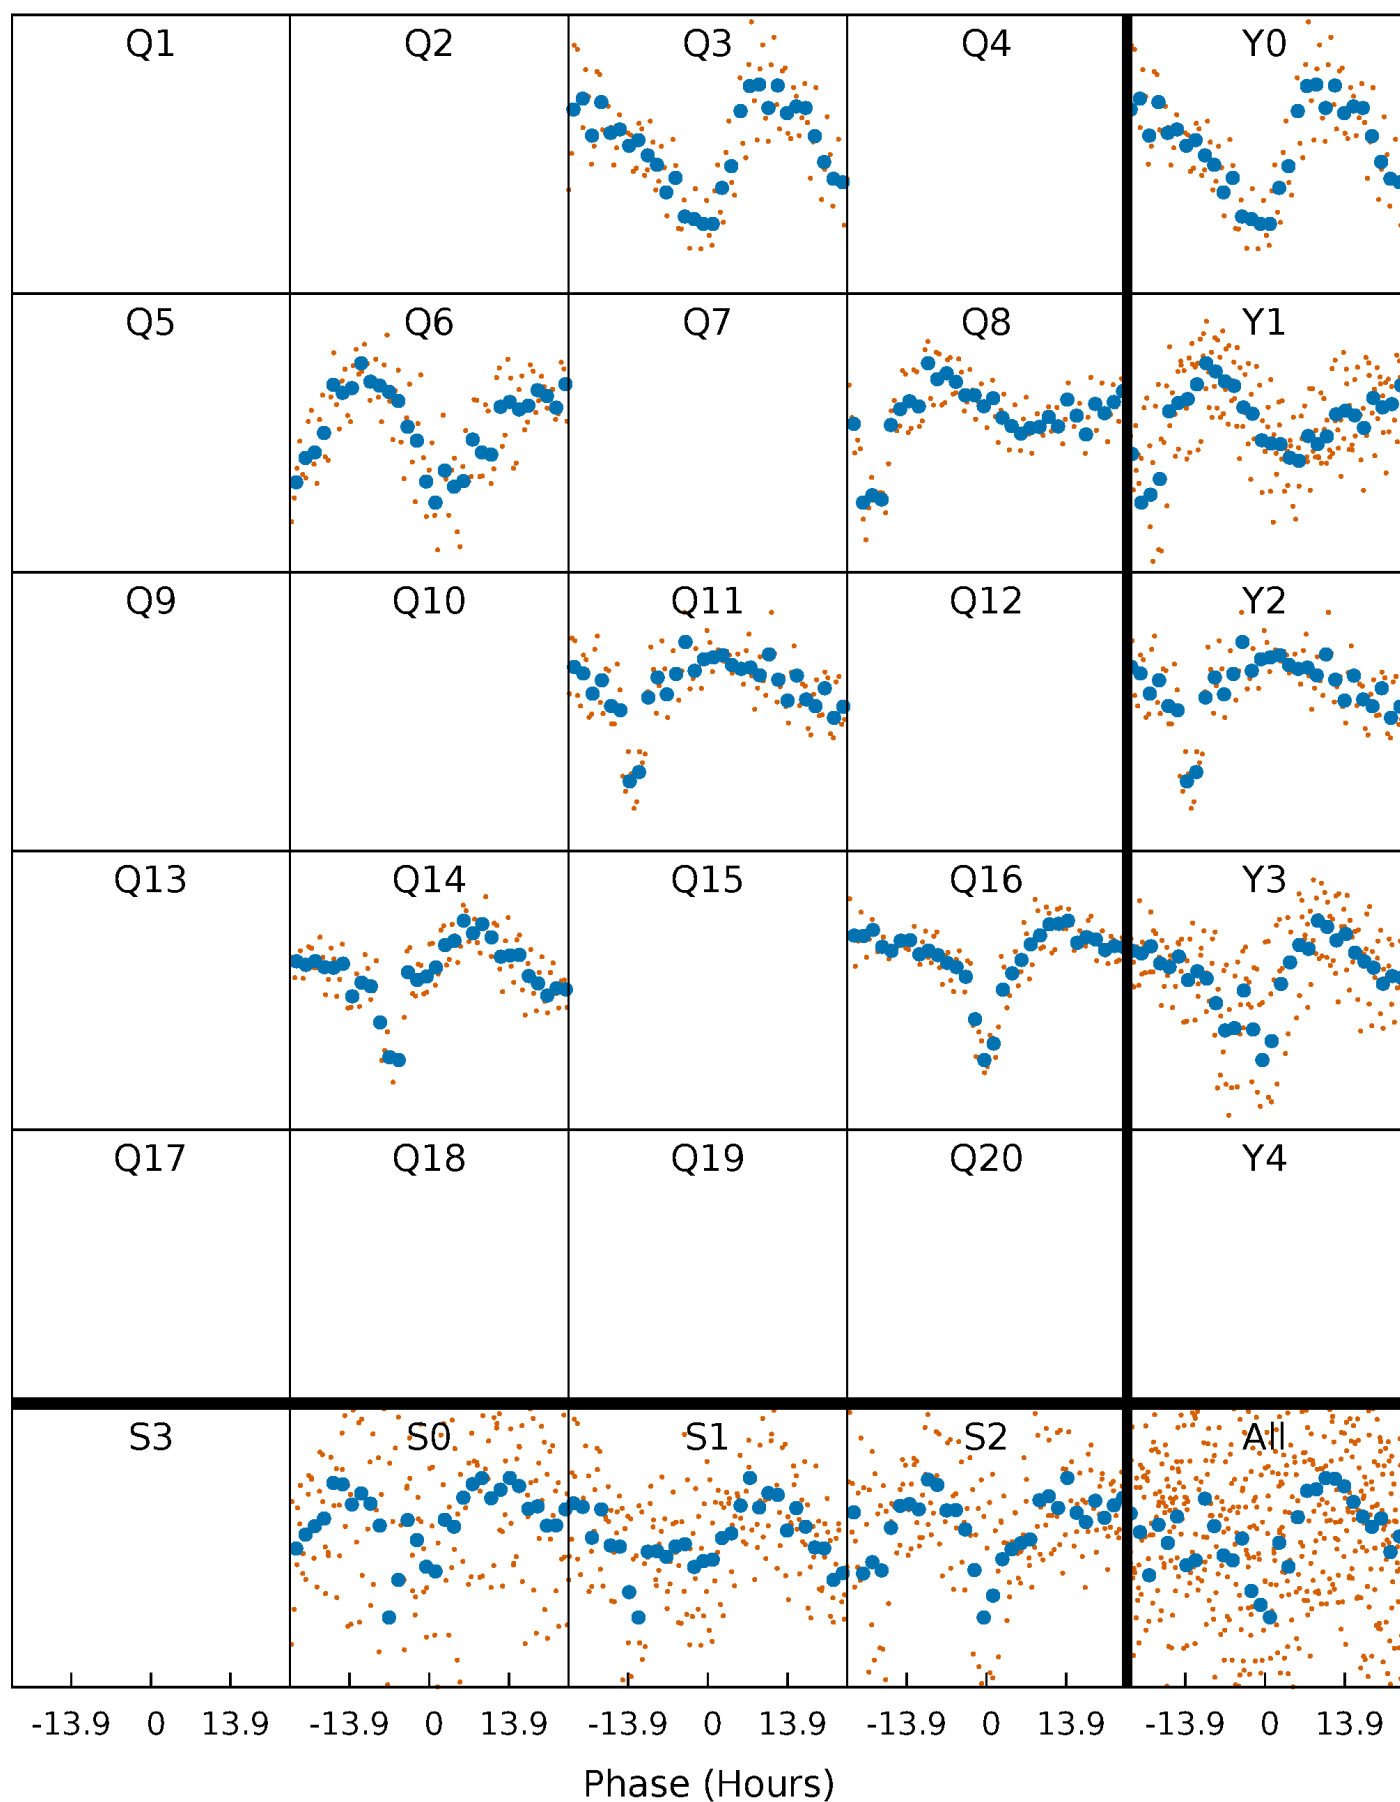 Q1 Q2 Q3 Q4 Y0
Q5 Q6 Q7 Q8 Y1
Q9 Q10 Q11 Q12 Y2
Q13 Q14 Q15 Q16 Y3
Q17 Q18 Q19 Q20 Y4
S3 S0 S1 S2 All
-13.9 0 13.9 -13.9 0 13.9 -13.9 0 13.9 -13.9 0 13.9 -13.9 0 13.9
Phase (Hours)